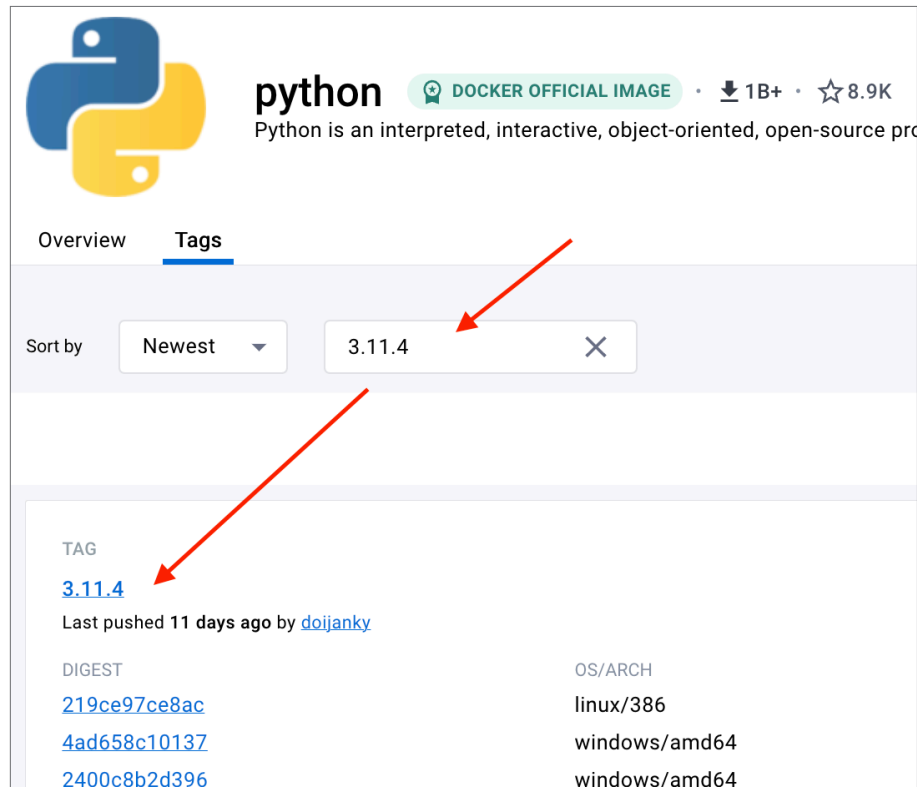 python DOCKER OFFICIAL IMAGE • 1B+ • 8.9K
Python is an interpreted, interactive, object-oriented, open-source pro
Overview Tags
Sort by Newest 3.11.4
TAG
3.11.4
Last pushed 11 days ago by doijanky
DIGEST OS/ARCH
219ce97ce8ac linux/386
4ad658c10137 windows/amd64
2400c8b2d396 windows/amd64